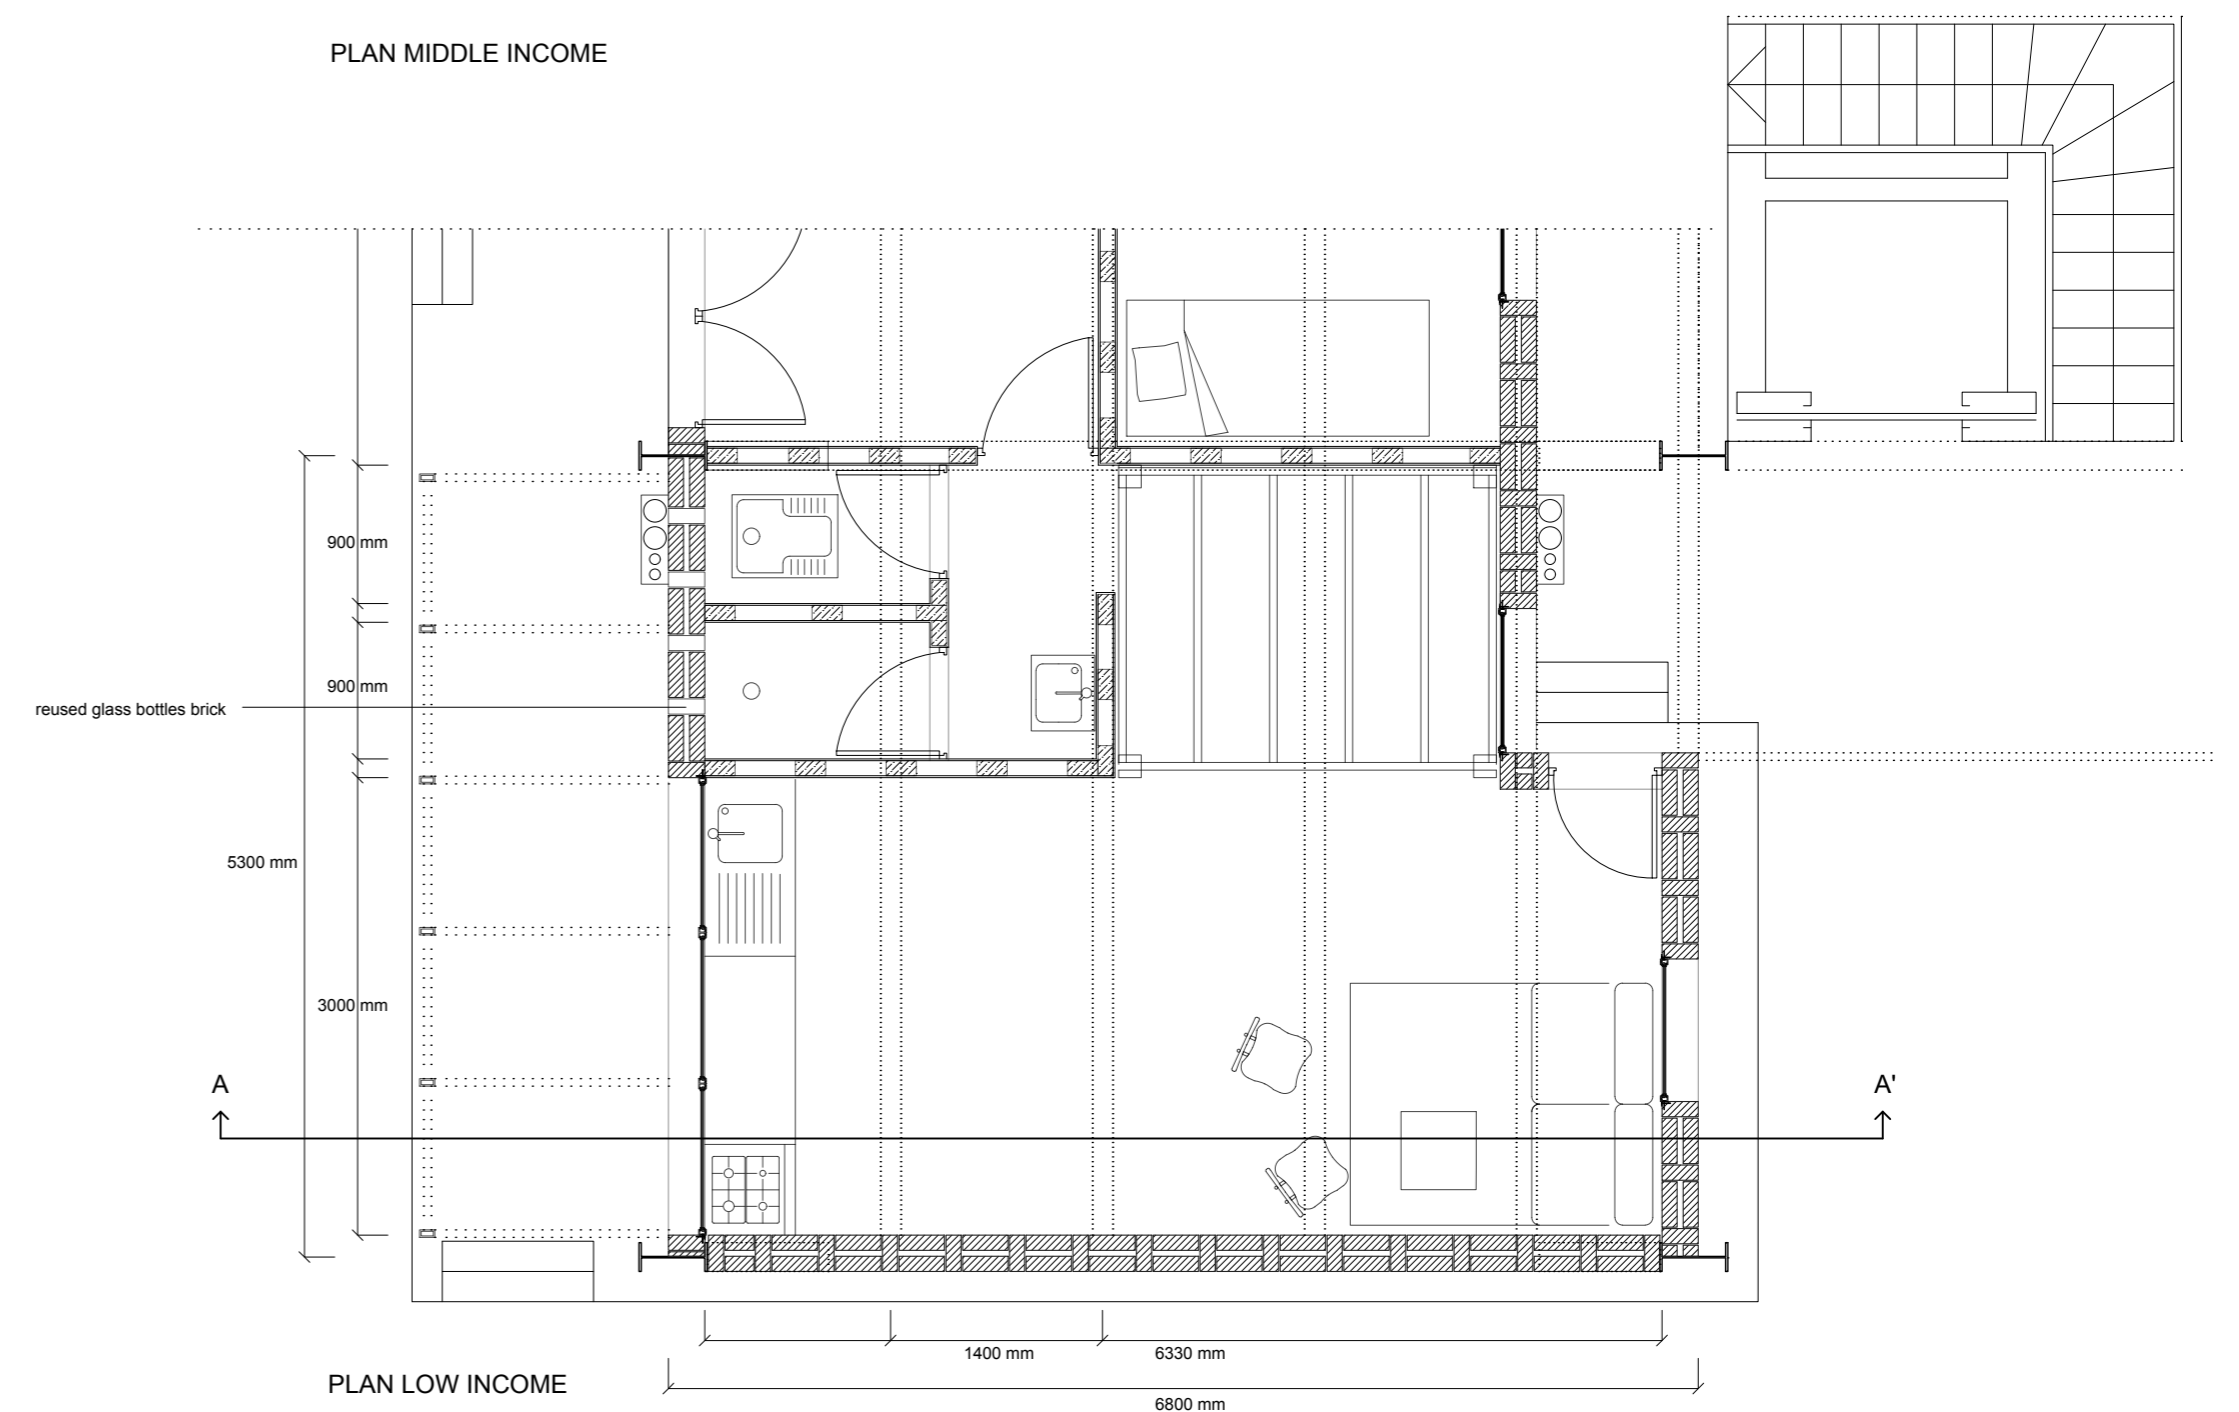 PLAN MIDDLE INCOME
900 mm
900 mm
reused glass bottles brick
5300 mm
3000 mm
A
A'
1400 mm
6330 mm
PLAN LOW INCOME
6800 mm